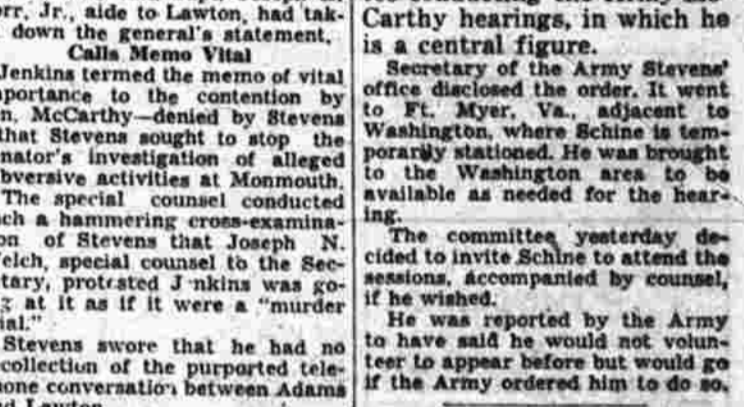 rr, Jr., aide to Lawton, had tak-
down the general's statement.
Calls Memo Vital
Jenkins termed the memo of vital
portance to the contention by
n. McCarthy—denied by Stevens
that Stevens sought to stop the
nator's investigation of alleged
bversive activities at Monmouth.
The special counsel conducted
ch a hammering cross-examina-
on of Stevens that Joseph N.
elch, special counsel to the Sec-
tary, protested J nkins was go-
g at it as if it were a "murder
ial."
Stevens swore that he had no
collection of the purported tele-
one conversation between Adams
nd Lawton
Carthy hearings, in which he
is a central figure.
Secretary of the Army Stevens'
office disclosed the order. It went
to Ft. Myer, Va., adjacent to
Washington, where Schine is tem-
porarily stationed. He was brought
to the Washington area to be
available as needed for the hear-
ing.
The committee yesterday de-
cided to invite Schine to attend the
sessions, accompanied by counsel,
if he wished.
He was reported by the Army
to have said he would not volun-
teer to appear before but would go
if the Army ordered him to do so.